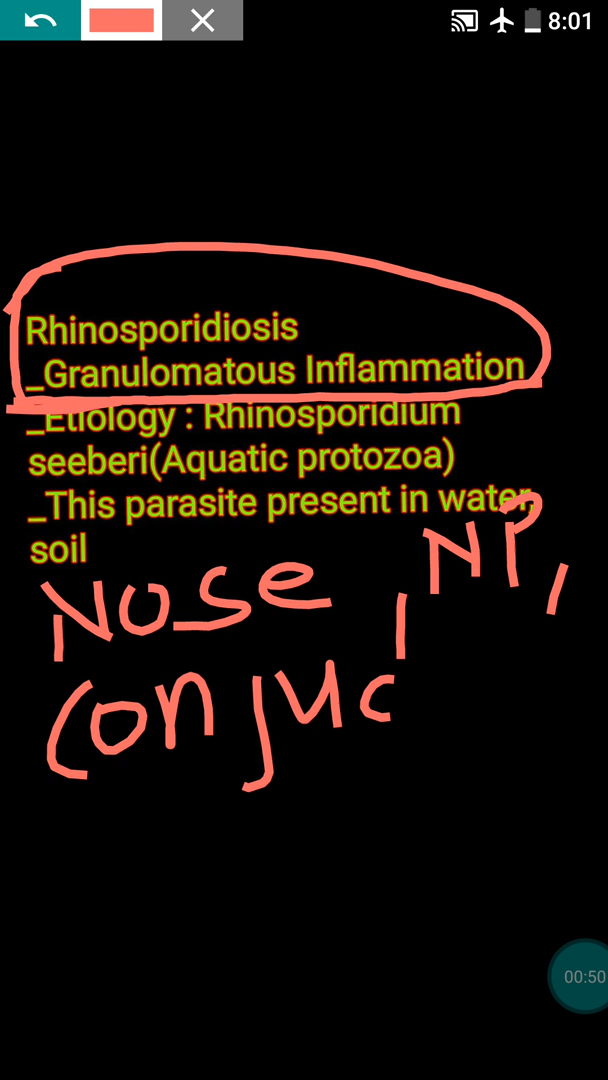 8:01
Rhinosporidiosis
_Granulomatous Inflammation
_Etiology : Rhinosporidium
seeberi(Aquatic protozoa)
_This parasite present in water,
soil
Nose , NP,
Conjuc
00:50